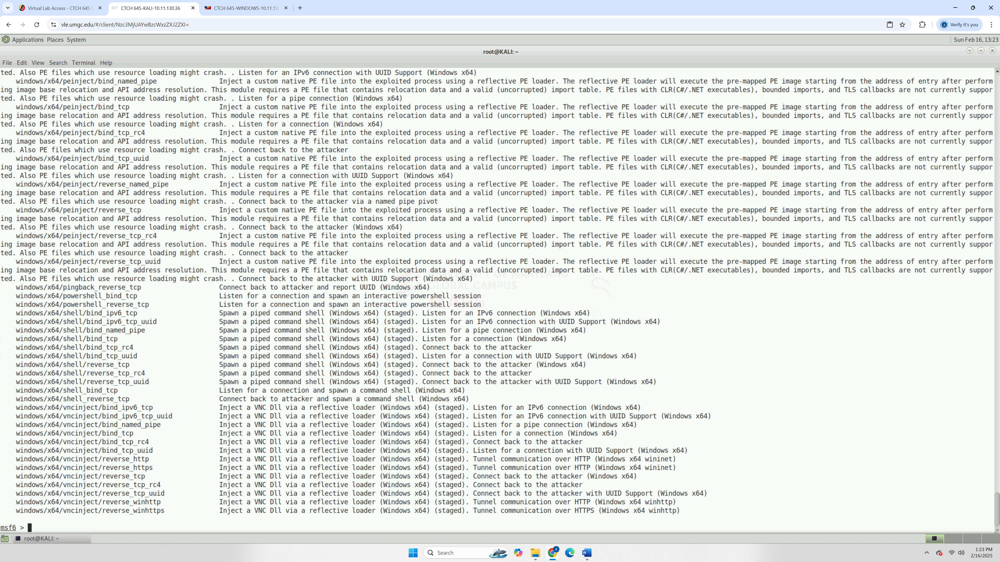 Virtual Lab Access - CTCH 645 9
CTCH 645-KALI-10.11.130.36
CTCH 645-WINDOWS-10.11.13
vle.umgc.edu/#/client/Nzc3MjUAYwBzcWxzZXJ2ZXI=
Verify it's you
Applications Places System
Sun Feb 16, 13:23
root@KALI: ~
File Edit View Search Terminal Help
ted. Also PE files which use resource loading might crash. . Listen for an IPv6 connection with UUID Support (Windows x64)
windows/x64/peinject/bind_named_pipe Inject a custom native PE file into the exploited process using a reflective PE loader. The reflective PE loader will execute the pre-mapped PE image starting from the address of entry after perform
ing image base relocation and API address resolution. This module requires a PE file that contains relocation data and a valid (uncorrupted) import table. PE files with CLR(C#/.NET executables), bounded imports, and TLS callbacks are not currently suppor
ted. Also PE files which use resource loading might crash. . Listen for a pipe connection (Windows x64)
windows/x64/peinject/bind_tcp Inject a custom native PE file into the exploited process using a reflective PE loader. The reflective PE loader will execute the pre-mapped PE image starting from the address of entry after perform
ing image base relocation and API address resolution. This module requires a PE file that contains relocation data and a valid (uncorrupted) import table. PE files with CLR(C#/.NET executables), bounded imports, and TLS callbacks are not currently suppor
ted. Also PE files which use resource loading might crash. . Listen for a connection (Windows x64)
windows/x64/peinject/bind_tcp_rc4 Inject a custom native PE file into the exploited process using a reflective PE loader. The reflective PE loader will execute the pre-mapped PE image starting from the address of entry after perform
ing image base relocation and API address resolution. This module requires a PE file that contains relocation data and a valid (uncorrupted) import table. PE files with CLR(C#/.NET executables), bounded imports, and TLS callbacks are not currently suppor
ted. Also PE files which use resource loading might crash. . Connect back to the attacker
windows/x64/peinject/bind_tcp_uuid Inject a custom native PE file into the exploited process using a reflective PE loader. The reflective PE loader will execute the pre-mapped PE image starting from the address of entry after perform
ing image base relocation and API address resolution. This module requires a PE file that contains relocation data and a valid (uncorrupted) import table. PE files with CLR(C#/.NET executables), bounded imports, and TLS callbacks are not currently suppor
ted. Also PE files which use resource loading might crash. . Listen for a connection with UUID Support (Windows x64)
windows/x64/peinject/reverse_named_pipe Inject a custom native PE file into the exploited process using a reflective PE loader. The reflective PE loader will execute the pre-mapped PE image starting from the address of entry after perform
ing image base relocation and API address resolution. This module requires a PE file that contains relocation data and a valid (uncorrupted) import table. PE files with CLR(C#/.NET executables), bounded imports, and TLS callbacks are not currently suppor
ted. Also PE files which use resource loading might crash. . Connect back to the attacker via a named pipe pivot
windows/x64/peinject/reverse_tcp Inject a custom native PE file into the exploited process using a reflective PE loader. The reflective PE loader will execute the pre-mapped PE image starting from the address of entry after perform
ing image base relocation and API address resolution. This module requires a PE file that contains relocation data and a valid (uncorrupted) import table. PE files with CLR(C#/.NET executables), bounded imports, and TLS callbacks are not currently suppor
ted. Also PE files which use resource loading might crash. . Connect back to the attacker (Windows x64)
windows/x64/peinject/reverse_tcp_rc4 Inject a custom native PE file into the exploited process using a reflective PE loader. The reflective PE loader will execute the pre-mapped PE image starting from the address of entry after perform
ing image base relocation and API address resolution. This module requires a PE file that contains relocation data and a valid (uncorrupted) import table. PE files with CLR(C#/.NET executables), bounded imports, and TLS callbacks are not currently suppor
ted. Also PE files which use resource loading might crash. . Connect back to the attacker
windows/x64/peinject/reverse_tcp_uuid Inject a custom native PE file into the exploited process using a reflective PE loader. The reflective PE loader will execute the pre-mapped PE image starting from the address of entry after perform
ing image base relocation and API address resolution. This module requires a PE file that contains relocation data and a valid (uncorrupted) import table. PE files with CLR(C#/.NET executables), bounded imports, and TLS callbacks are not currently suppor
ted. Also PE files which use resource loading might crash. . Connect back to the attacker with UUID Support (Windows x64)
UNIVERSITY OF MARYLAND
GLOBAL CAMPUS
windows/x64/pingback_reverse_tcp Connect back to attacker and report UUID (Windows x64)
windows/x64/powershell_bind_tcp Listen for a connection and spawn an interactive powershell session
windows/x64/powershell_reverse_tcp Listen for a connection and spawn an interactive powershell session
windows/x64/shell/bind_ipv6_tcp Spawn a piped command shell (Windows x64) (staged). Listen for an IPv6 connection (Windows x64)
windows/x64/shell/bind_ipv6_tcp_uuid Spawn a piped command shell (Windows x64) (staged). Listen for an IPv6 connection with UUID Support (Windows x64)
windows/x64/shell/bind_named_pipe Spawn a piped command shell (Windows x64) (staged). Listen for a pipe connection (Windows x64)
windows/x64/shell/bind_tcp Spawn a piped command shell (Windows x64) (staged). Listen for a connection (Windows x64)
windows/x64/shell/bind_tcp_rc4 Spawn a piped command shell (Windows x64) (staged). Connect back to the attacker
windows/x64/shell/bind_tcp_uuid Spawn a piped command shell (Windows x64) (staged). Listen for a connection with UUID Support (Windows x64)
windows/x64/shell/reverse_tcp Spawn a piped command shell (Windows x64) (staged). Connect back to the attacker (Windows x64)
windows/x64/shell/reverse_tcp_rc4 Spawn a piped command shell (Windows x64) (staged). Connect back to the attacker
windows/x64/shell/reverse_tcp_uuid Spawn a piped command shell (Windows x64) (staged). Connect back to the attacker with UUID Support (Windows x64)
windows/x64/shell_bind_tcp Listen for a connection and spawn a command shell (Windows x64)
windows/x64/shell_reverse_tcp Connect back to attacker and spawn a command shell (Windows x64)
windows/x64/vncinject/bind_ipv6_tcp Inject a VNC Dll via a reflective loader (Windows x64) (staged). Listen for an IPv6 connection (Windows x64)
windows/x64/vncinject/bind_ipv6_tcp_uuid Inject a VNC Dll via a reflective loader (Windows x64) (staged). Listen for an IPv6 connection with UUID Support (Windows x64)
windows/x64/vncinject/bind_named_pipe Inject a VNC Dll via a reflective loader (Windows x64) (staged). Listen for a pipe connection (Windows x64)
windows/x64/vncinject/bind_tcp Inject a VNC Dll via a reflective loader (Windows x64) (staged). Listen for a connection (Windows x64)
windows/x64/vncinject/bind_tcp_rc4 Inject a VNC Dll via a reflective loader (Windows x64) (staged). Connect back to the attacker
windows/x64/vncinject/bind_tcp_uuid Inject a VNC Dll via a reflective loader (Windows x64) (staged). Listen for a connection with UUID Support (Windows x64)
windows/x64/vncinject/reverse_http Inject a VNC Dll via a reflective loader (Windows x64) (staged). Tunnel communication over HTTP (Windows x64 wininet)
windows/x64/vncinject/reverse_https Inject a VNC Dll via a reflective loader (Windows x64) (staged). Tunnel communication over HTTP (Windows x64 wininet)
windows/x64/vncinject/reverse_tcp Inject a VNC Dll via a reflective loader (Windows x64) (staged). Connect back to the attacker (Windows x64)
windows/x64/vncinject/reverse_tcp_rc4 Inject a VNC Dll via a reflective loader (Windows x64) (staged). Connect back to the attacker
windows/x64/vncinject/reverse_tcp_uuid Inject a VNC Dll via a reflective loader (Windows x64) (staged). Connect back to the attacker with UUID Support (Windows x64)
windows/x64/vncinject/reverse_winhttp Inject a VNC Dll via a reflective loader (Windows x64) (staged). Tunnel communication over HTTP (Windows x64 winhttp)
windows/x64/vncinject/reverse_winhttps Inject a VNC Dll via a reflective loader (Windows x64) (staged). Tunnel communication over HTTPS (Windows x64 winhttp)
msf6 >
root@KALI: ~
Search
1:23 PM
2/16/2025